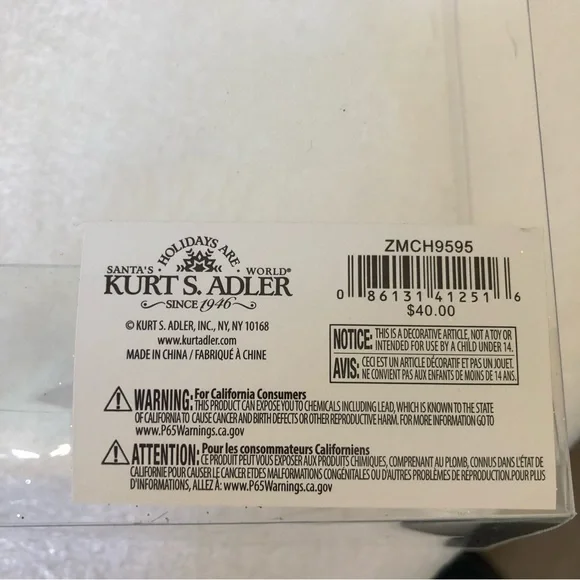 HOLIDAYS ARE
SANTA'S WORLD®
KURT S. ADLER
SINCE 1946
© KURT S. ADLER, INC., NY, NY 10168
www.kurtadler.com
MADE IN CHINA / FABRIQUÉ À CHINE
ZMCH9595
0 86131 41251 6
$40.00
NOTICE: THIS IS A DECORATIVE ARTICLE, NOT A TOY OR
INTENDED FOR USE BY A CHILD UNDER 14.
AVIS: CECI EST UN ARTICLE DÉCORATIF ET PAS UN JOUET.
NE CONVIENT PAS AUX ENFANTS DE MOINS DE 14 ANS.
WARNING: For California Consumers
THIS PRODUCT CAN EXPOSE YOU TO CHEMICALS INCLUDING LEAD, WHICH IS KNOWN TO THE STATE
OF CALIFORNIA TO CAUSE CANCER AND BIRTH DEFECTS OR OTHER REPRODUCTIVE HARM. FOR MORE INFORMATION GO TO
www.P65Warnings.ca.gov
ATTENTION: Pour les consommateurs Californiens
CE PRODUIT PEUT VOUS EXPOSER AUX PRODUITS CHIMIQUES, COMPRENANT AU PLOMB, CONNUS DANS L'ÉTAT DE
CALIFORNIE POUR CAUSER LE CANCER ET DES MALFORMATIONS CONGÉNITALES OU D'AUTRES PROBLÈMES DE REPRODUCTION. POUR PLUS
D'INFORMATIONS, ALLEZ À: www.P65Warnings.ca.gov